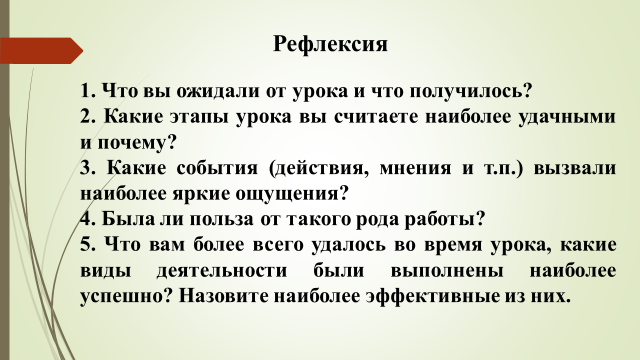 Рефлексия
1. Что вы ожидали от урока и что получилось?
2. Какие этапы урока вы считаете наиболее удачными
и почему?
3. Какие события (действия, мнения и т.п.) вызвали
наиболее яркие ощущения?
4. Была ли польза от такого рода работы?
5. Что вам более всего удалось во время урока, какие
виды деятельности были выполнены наиболее
успешно? Назовите наиболее эффективные из них.